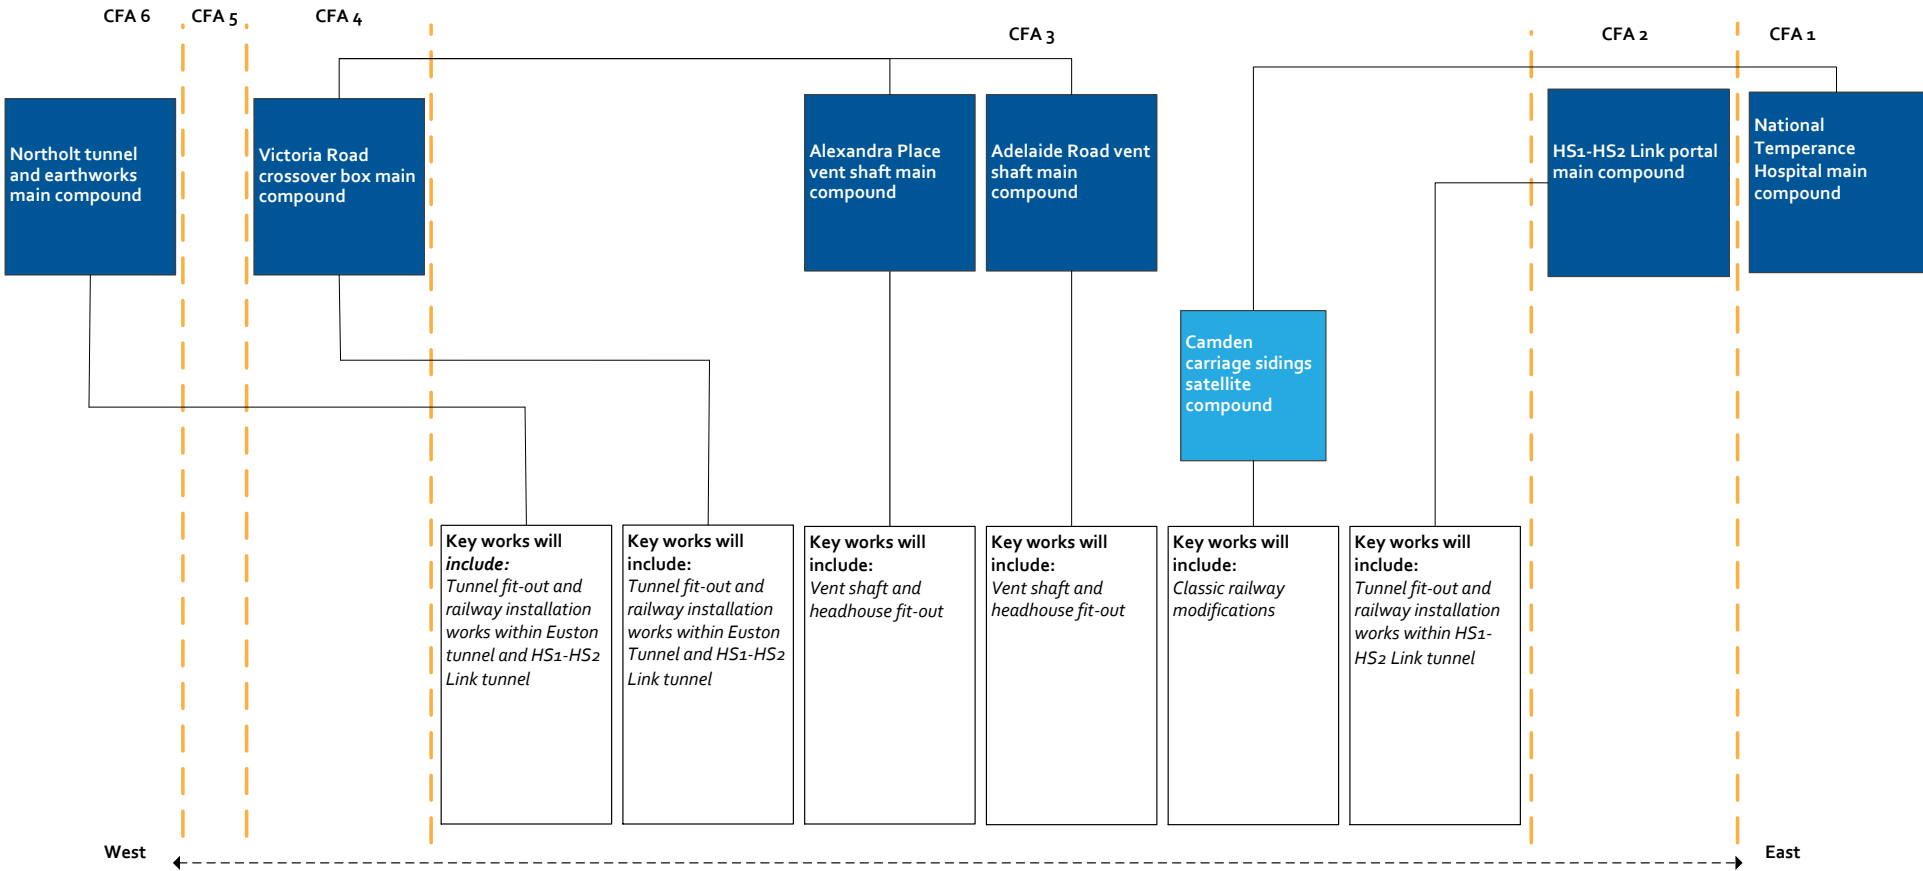 CFA 6
CFA 5
CFA 4
CFA 3
CFA 2
CFA 1
Northolt tunnel
and earthworks
main compound
Victoria Road
crossover box main
compound
Alexandra Place
vent shaft main
compound
Adelaide Road vent
shaft main
compound
HS1-HS2 Link portal
main compound
National
Temperance
Hospital main
compound
Camden
carriage sidings
satellite
compound
Key works will
include:
Tunnel fit-out and
railway installation
works within Euston
tunnel and HS1-HS2
Link tunnel
Key works will
include:
Tunnel fit-out and
railway installation
works within Euston
Tunnel and HS1-HS2
Link tunnel
Key works will
include:
Vent shaft and
headhouse fit-out
Key works will
include:
Vent shaft and
headhouse fit-out
Key works will
include:
Classic railway
modifications
Key works will
include:
Tunnel fit-out and
railway installation
works within HS1-
HS2 Link tunnel
West
East